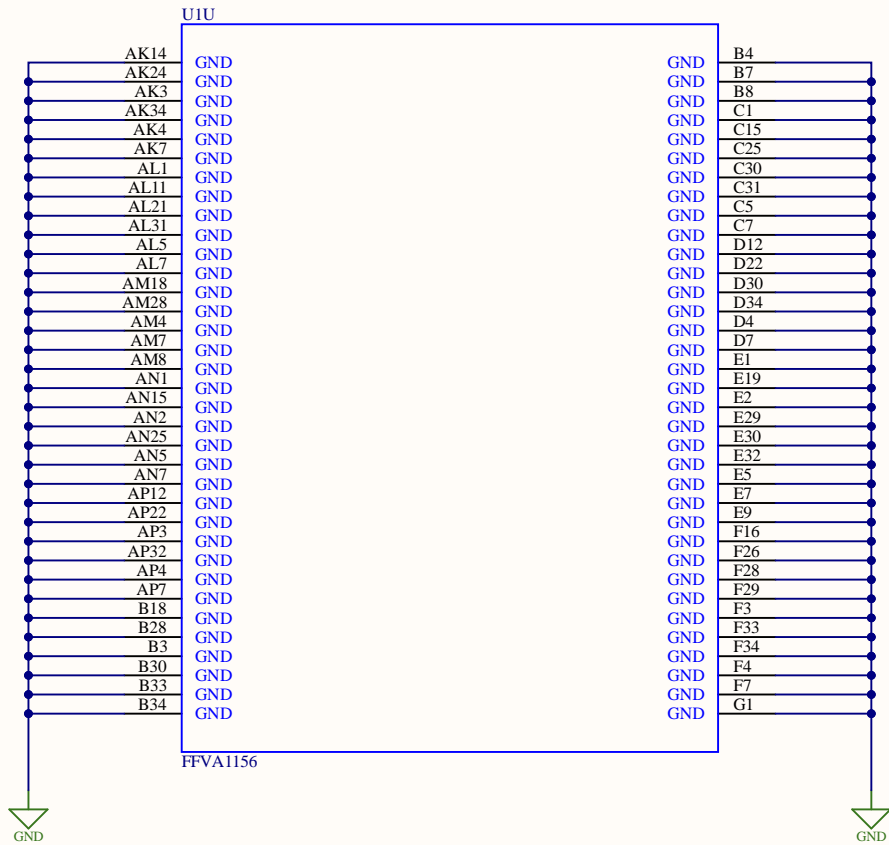 U1U
AK14 GND GND B4
AK24 GND GND B7
AK3 GND GND B8
AK34 GND GND C1
AK4 GND GND C15
AK7 GND GND C25
AL1 GND GND C30
AL11 GND GND C31
AL21 GND GND C5
AL31 GND GND C7
AL5 GND GND D12
AL7 GND GND D22
AM18 GND GND D30
AM28 GND GND D34
AM4 GND GND D4
AM7 GND GND D7
AM8 GND GND E1
AN1 GND GND E19
AN15 GND GND E2
AN2 GND GND E29
AN25 GND GND E30
AN5 GND GND E32
AN7 GND GND E5
AP12 GND GND E7
AP22 GND GND E9
AP3 GND GND F16
AP32 GND GND F26
AP4 GND GND F28
AP7 GND GND F29
B18 GND GND F3
B28 GND GND F33
B3 GND GND F34
B30 GND GND F4
B33 GND GND F7
B34 GND GND G1
FFVA1156
GND GND